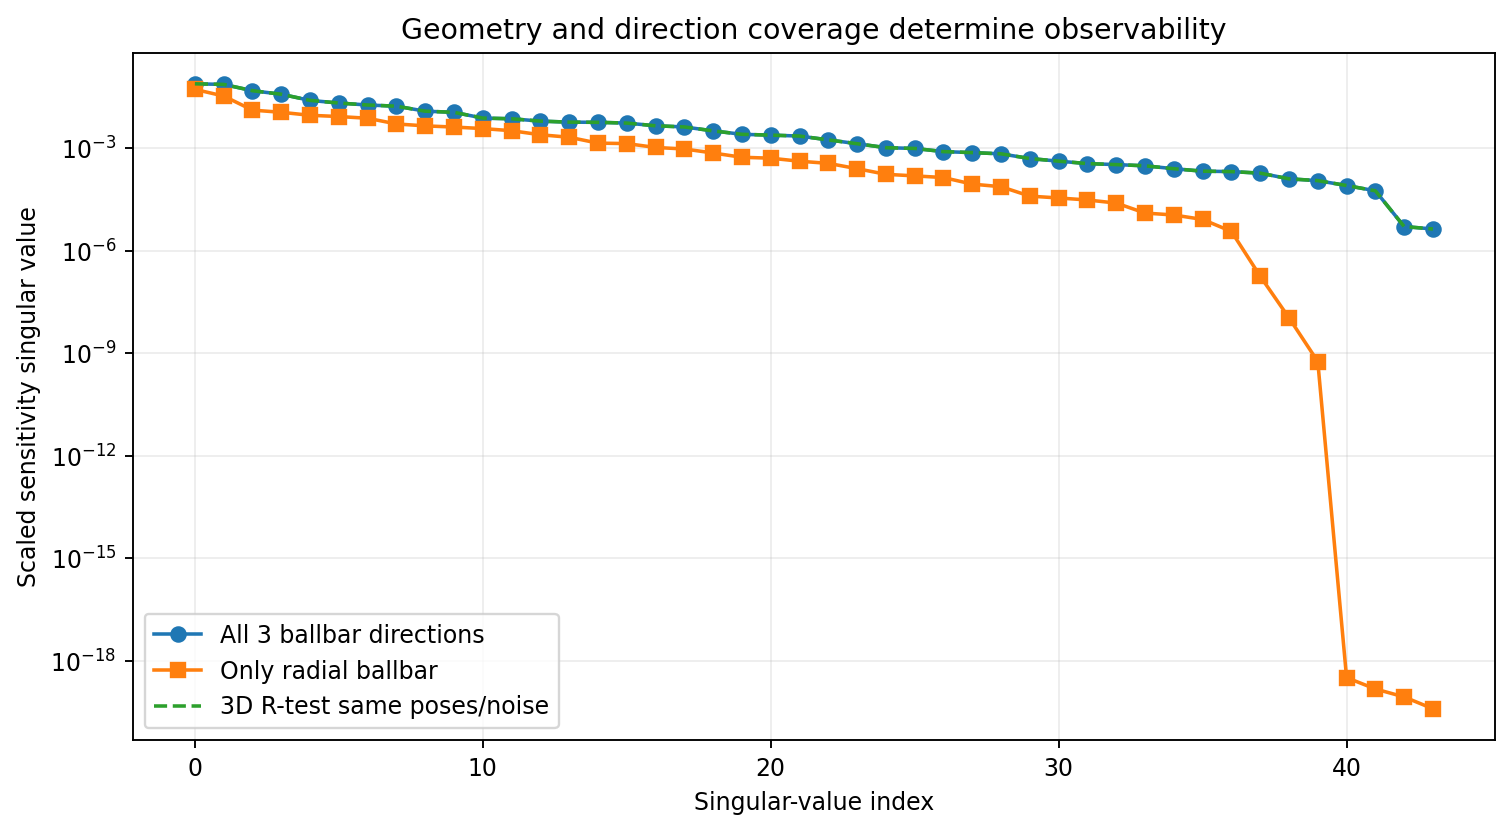 Geometry and direction coverage determine observability
Scaled sensitivity singular value
10⁻³
10⁻⁶
10⁻⁹
10⁻¹²
10⁻¹⁵
10⁻¹⁸
All 3 ballbar directions
Only radial ballbar
3D R-test same poses/noise
0 10 20 30 40
Singular-value index